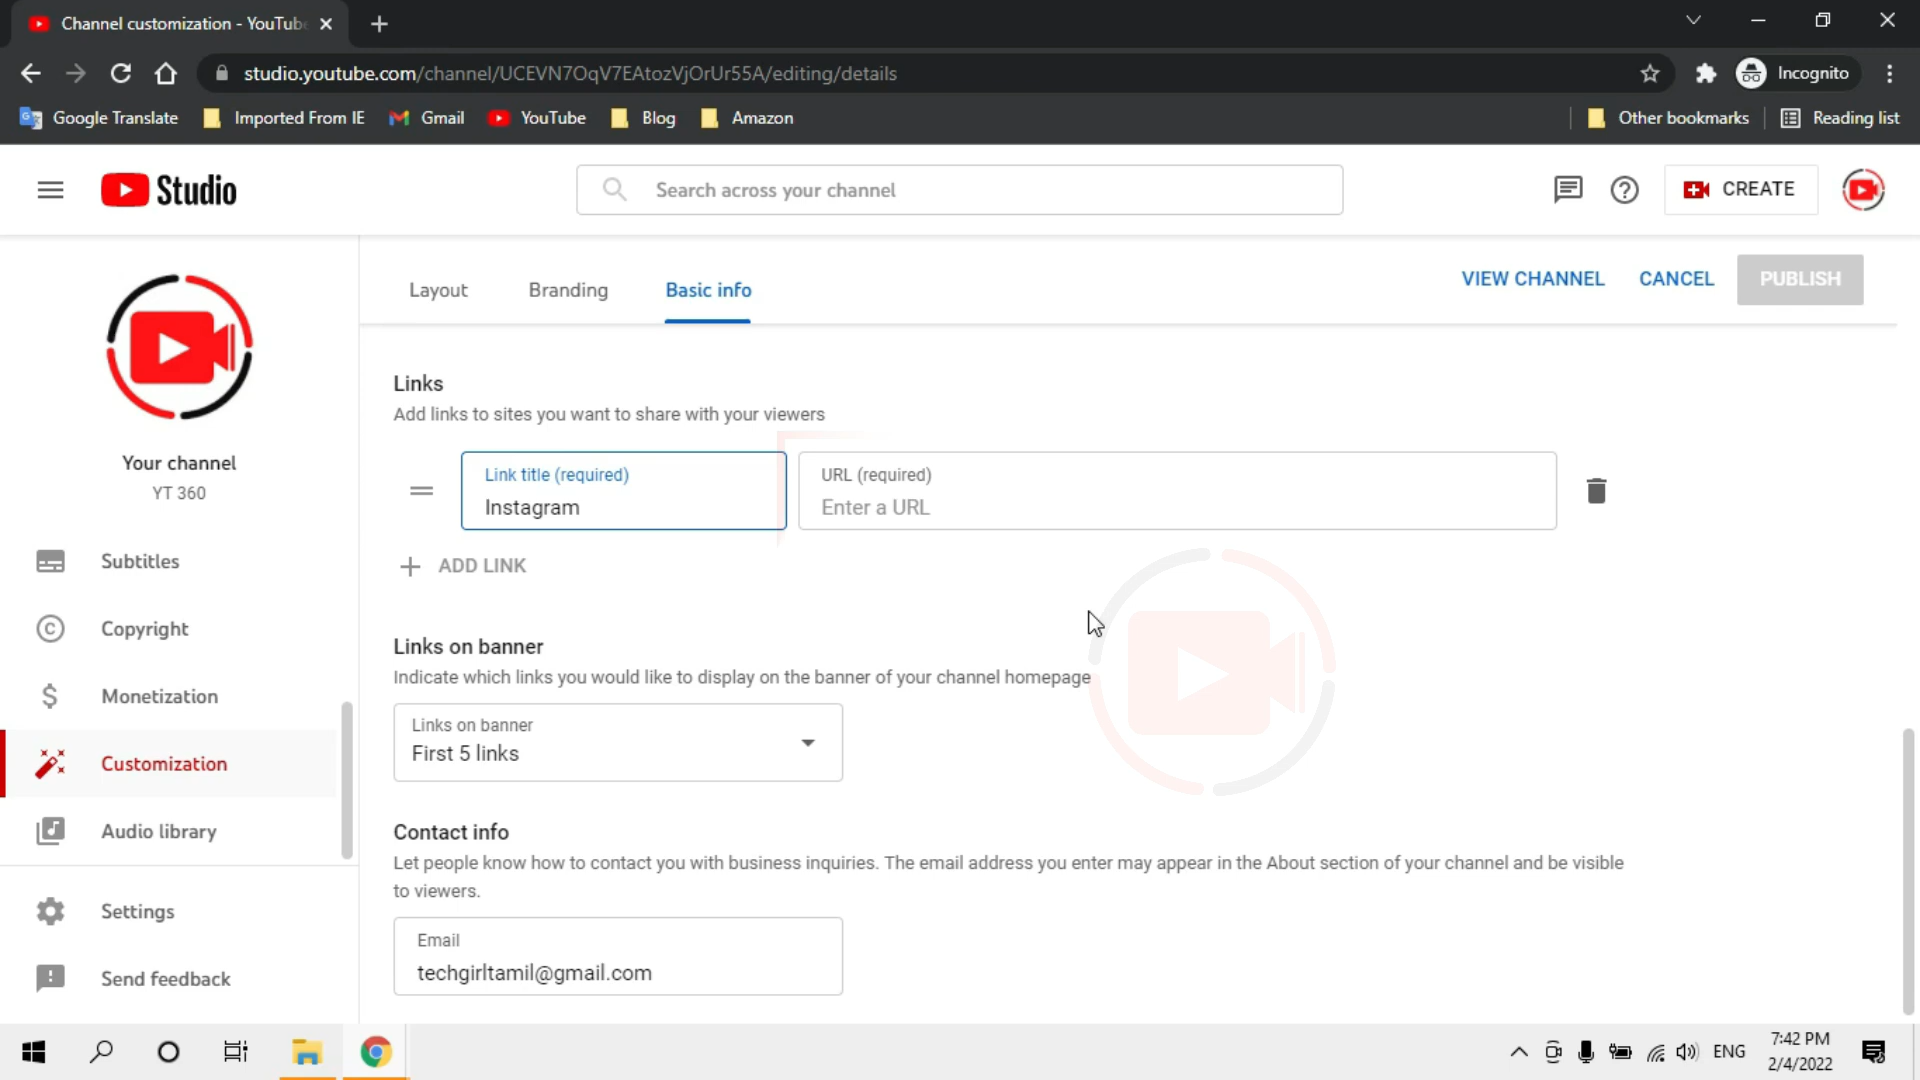 Channel customization - YouTub
studio.youtube.com/channel/UCEVN7OqV7EAtozVjOrUr55A/editing/details
Incognito
Google Translate
Imported From IE
Gmail
YouTube
Blog
Amazon
Other bookmarks
Reading list
Studio
Search across your channel
CREATE
Layout
Branding
Basic info
VIEW CHANNEL
CANCEL
PUBLISH
Your channel
YT 360
Subtitles
Copyright
Monetization
Customization
Audio library
Settings
Send feedback
Links
Add links to sites you want to share with your viewers
Link title (required)
Instagram
URL (required)
Enter a URL
ADD LINK
Links on banner
Indicate which links you would like to display on the banner of your channel homepage
Links on banner
First 5 links
Contact info
Let people know how to contact you with business inquiries. The email address you enter may appear in the About section of your channel and be visible
to viewers.
Email
techgirltamil@gmail.com
ENG
7:42 PM
2/4/2022